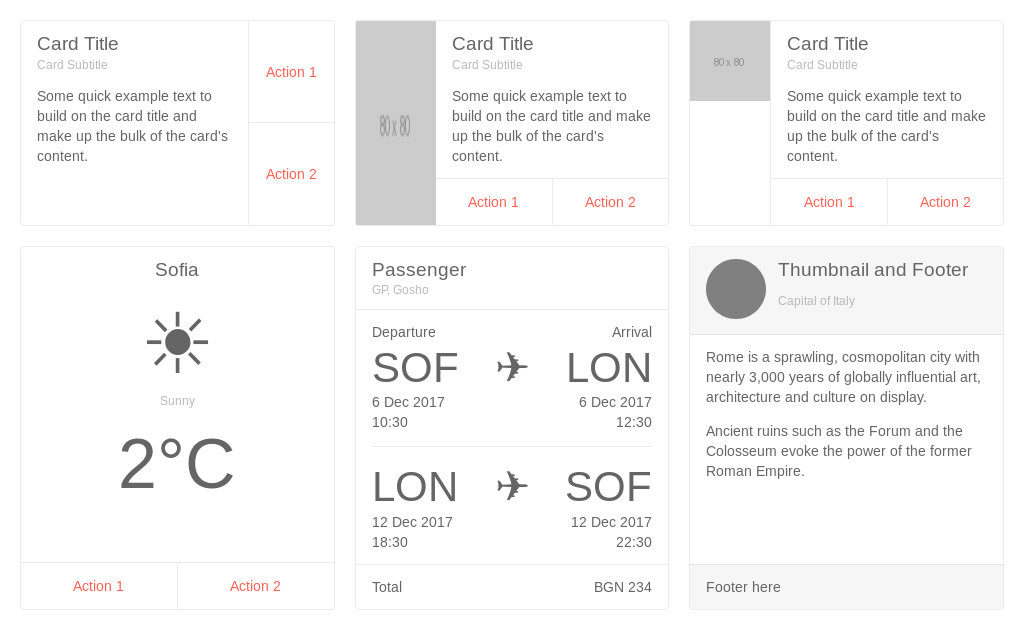 Card Title
Card Subtitle
Some quick example text to
build on the card title and
make up the bulk of the card's
content.
Action 1
Action 2
80 x 80
Card Title
Card Subtitle
Some quick example text to
build on the card title and make
up the bulk of the card's
content.
Action 1
Action 2
80 x 80
Card Title
Card Subtitle
Some quick example text to
build on the card title and make
up the bulk of the card's
content.
Action 1
Action 2
Sofia
Sunny
2°C
Action 1
Action 2
Passenger
GP, Gosho
Departure Arrival
SOF ✈ LON
6 Dec 2017 6 Dec 2017
10:30 12:30
LON ✈ SOF
12 Dec 2017 12 Dec 2017
18:30 22:30
Total BGN 234
Thumbnail and Footer
Capital of Italy
Rome is a sprawling, cosmopolitan city with
nearly 3,000 years of globally influential art,
architecture and culture on display.
Ancient ruins such as the Forum and the
Colosseum evoke the power of the former
Roman Empire.
Footer here